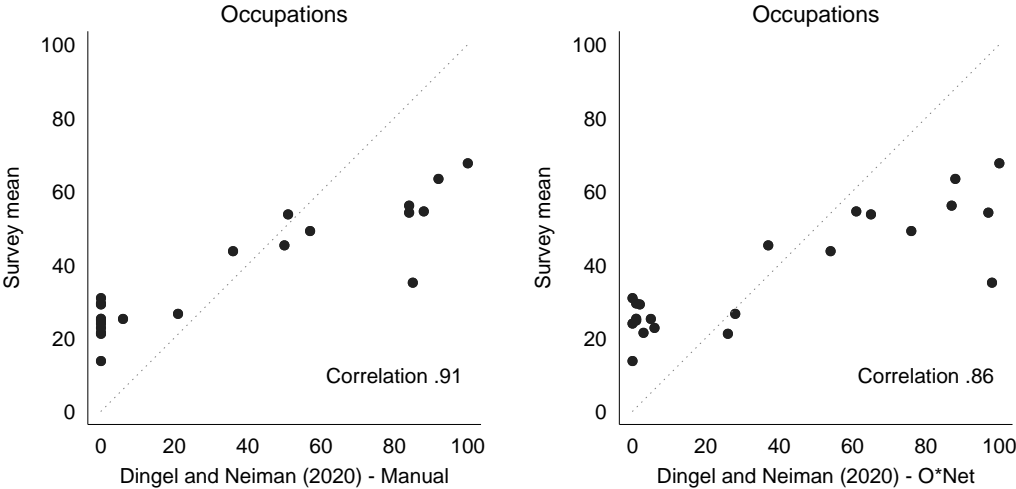 Occupations
100
80
60
40
20
0
Survey mean
Correlation .91
0 20 40 60 80 100
Dingel and Neiman (2020) - Manual
Occupations
100
80
60
40
20
0
Survey mean
Correlation .86
0 20 40 60 80 100
Dingel and Neiman (2020) - O*Net